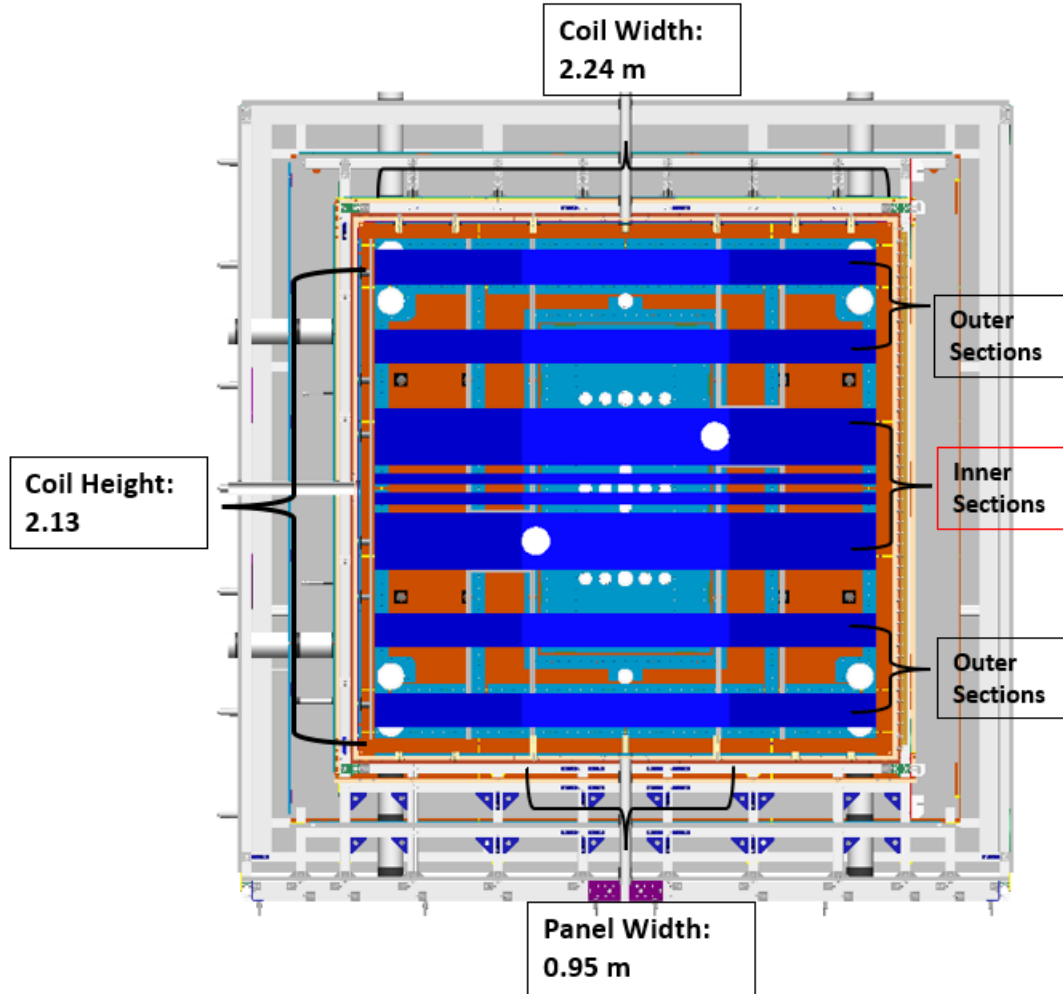 Coil Width:
2.24 m
Outer
Sections
Coil Height:
2.13
Inner
Sections
Outer
Sections
Panel Width:
0.95 m